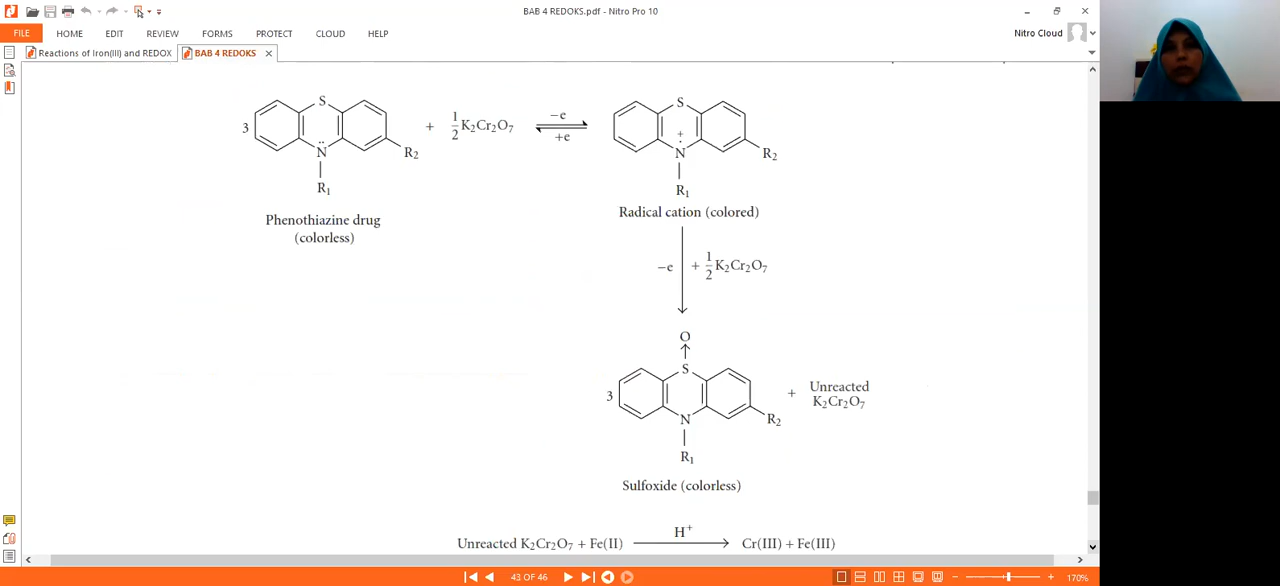 BAB 4 REDOKS.pdf - Nitro Pro 10
FILE HOME EDIT REVIEW FORMS PROTECT CLOUD HELP
Nitro Cloud
Reactions of Iron(III) and REDOX
BAB 4 REDOKS
3
S
N
R1
R2
+ 1/2 K2Cr2O7
−e
+e
S
+
N
R1
R2
Phenothiazine drug
(colorless)
Radical cation (colored)
−e
+ 1/2 K2Cr2O7
O
3
S
N
R2
R1
+ Unreacted
K2Cr2O7
Sulfoxide (colorless)
H+
Unreacted K2Cr2O7 + Fe(II) → Cr(III) + Fe(III)
43 OF 46
170%